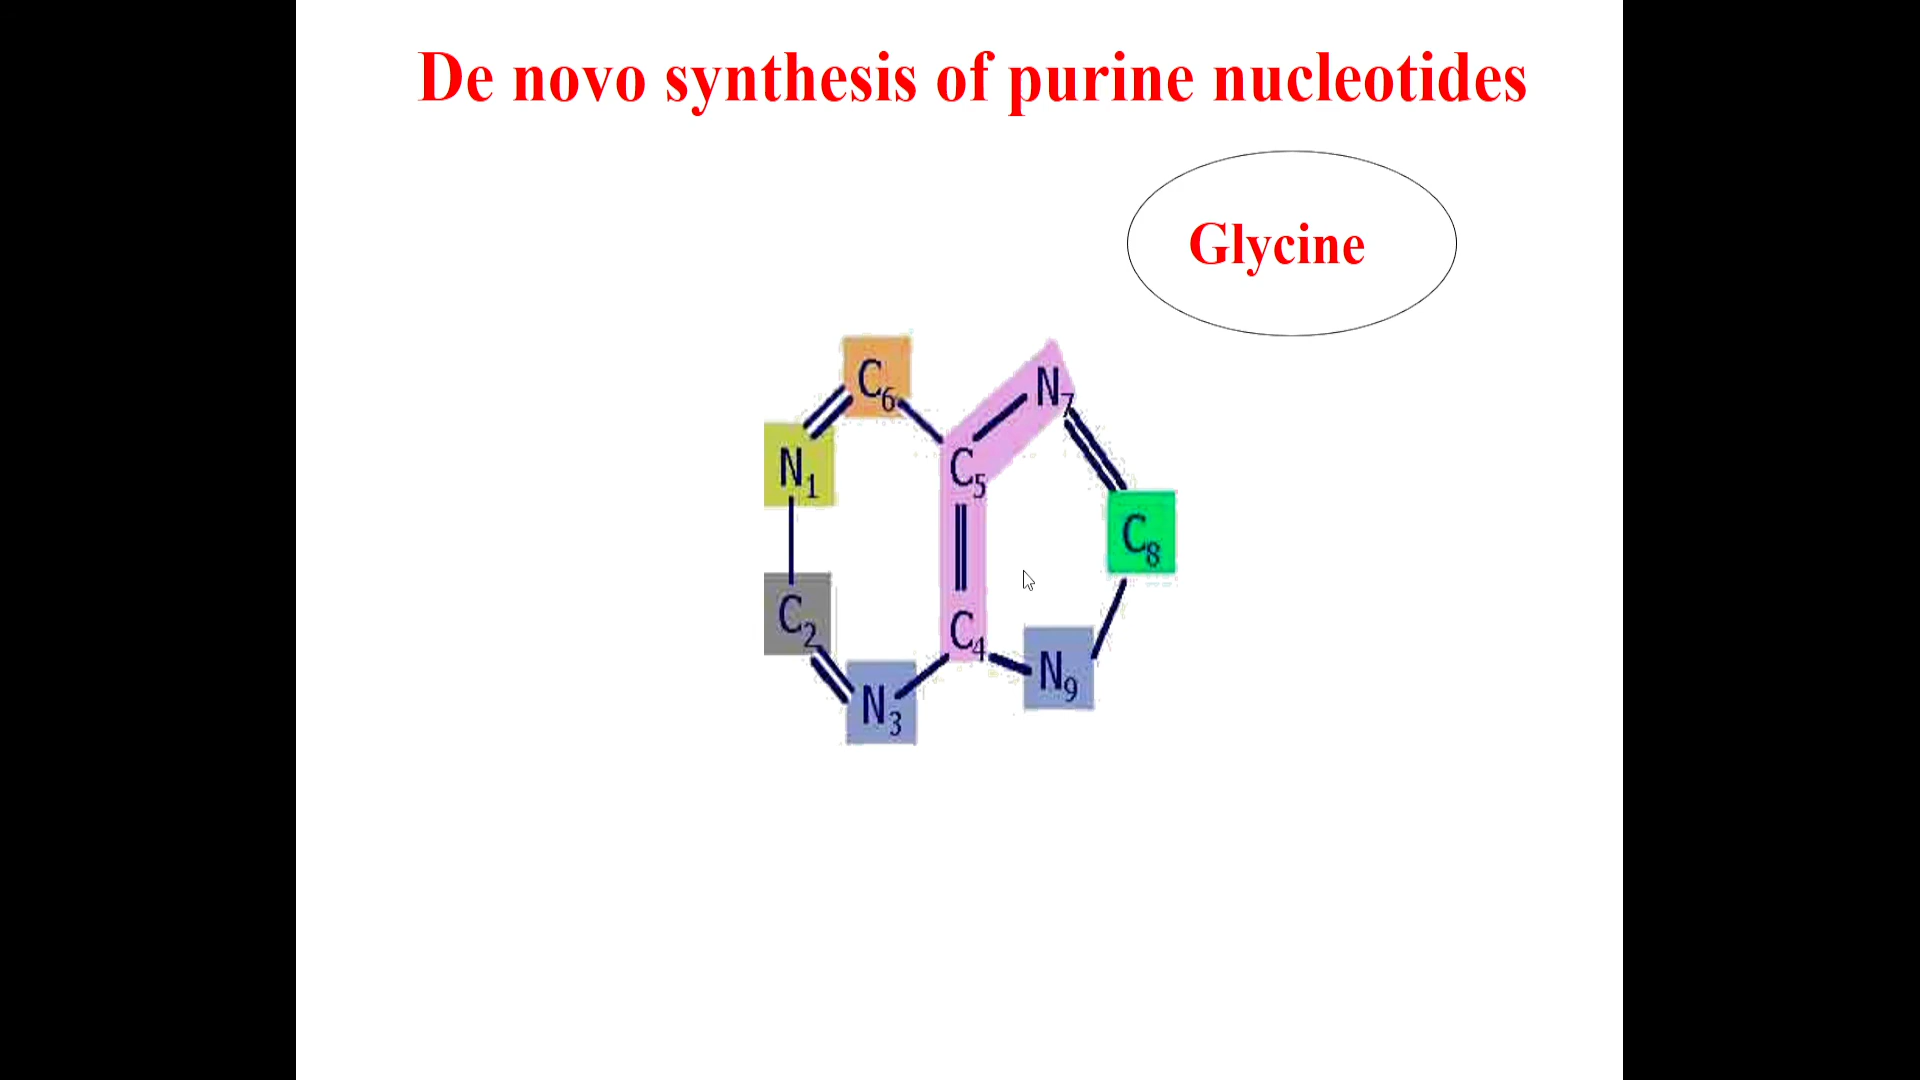 De novo synthesis of purine nucleotides
Glycine
C6
N7
N1
C5
C8
C2
C4
N9
N3